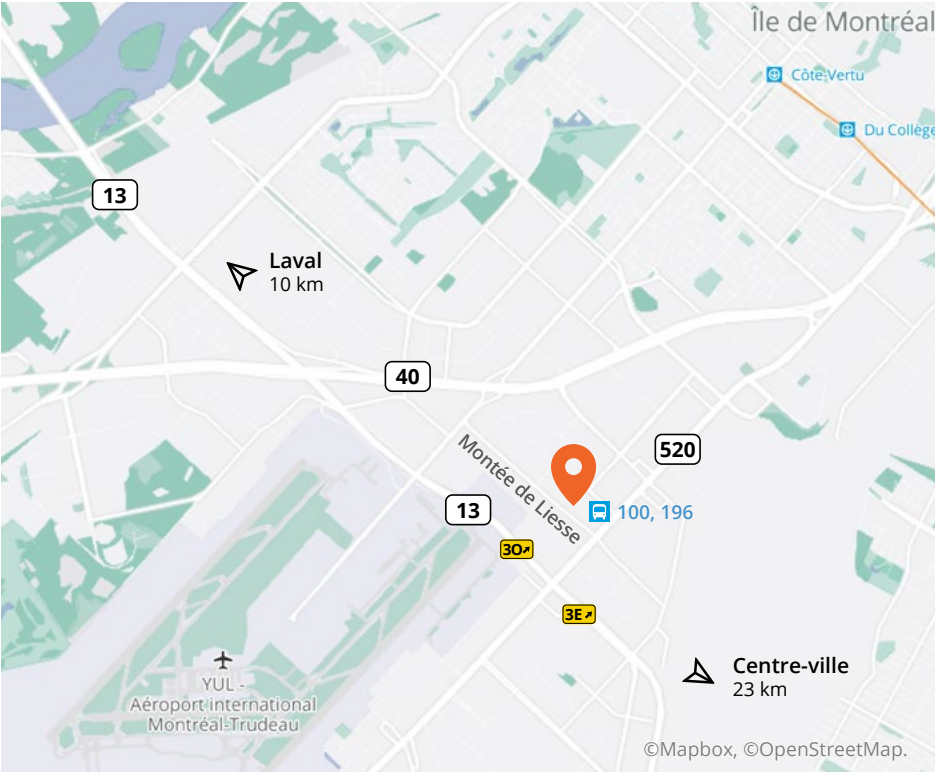 Île de Montréal
Côte-Vertu
Du Collège
13
Laval
10 km
40
520
Montée de Liesse
13
100, 196
3O↗
3E↗
Centre-ville
23 km
YUL -
Aéroport international
Montréal-Trudeau
©Mapbox, ©OpenStreetMap.